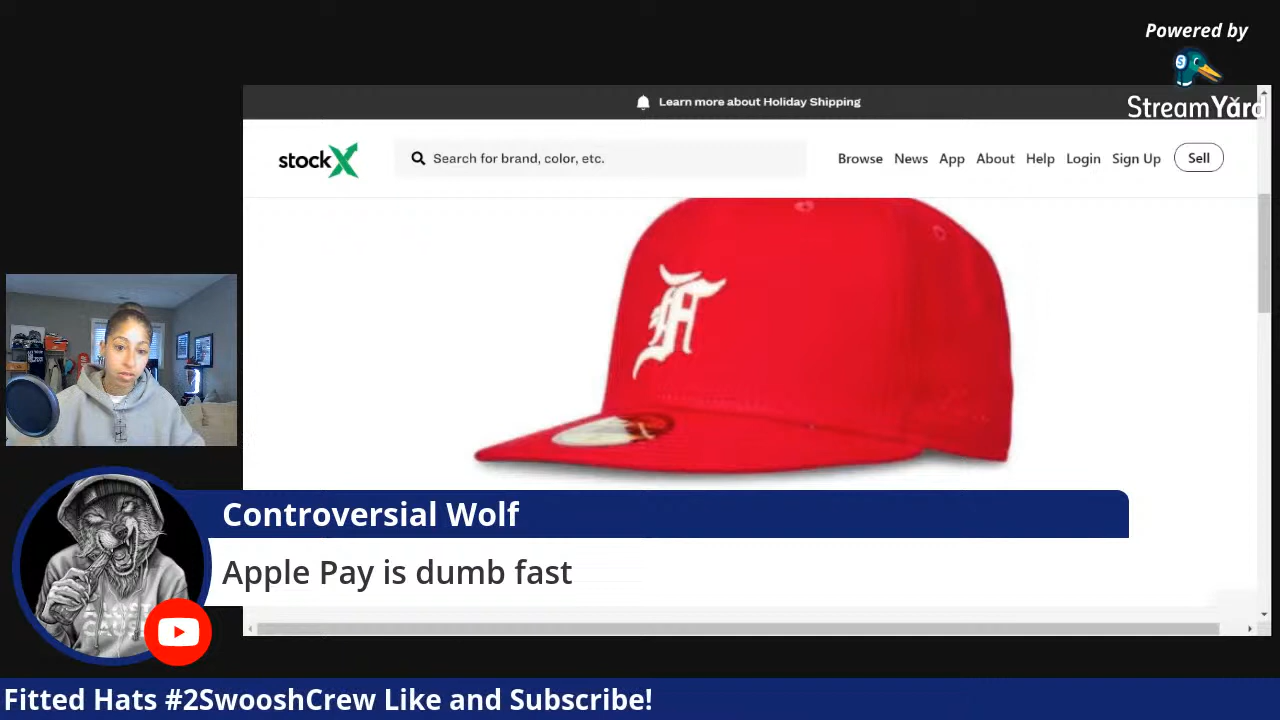 Powered by
StreamYard
Learn more about Holiday Shipping
stockX
Search for brand, color, etc.
Browse News App About Help Login Sign Up Sell
Controversial Wolf
Apple Pay is dumb fast
Fitted Hats #2SwooshCrew Like and Subscribe!